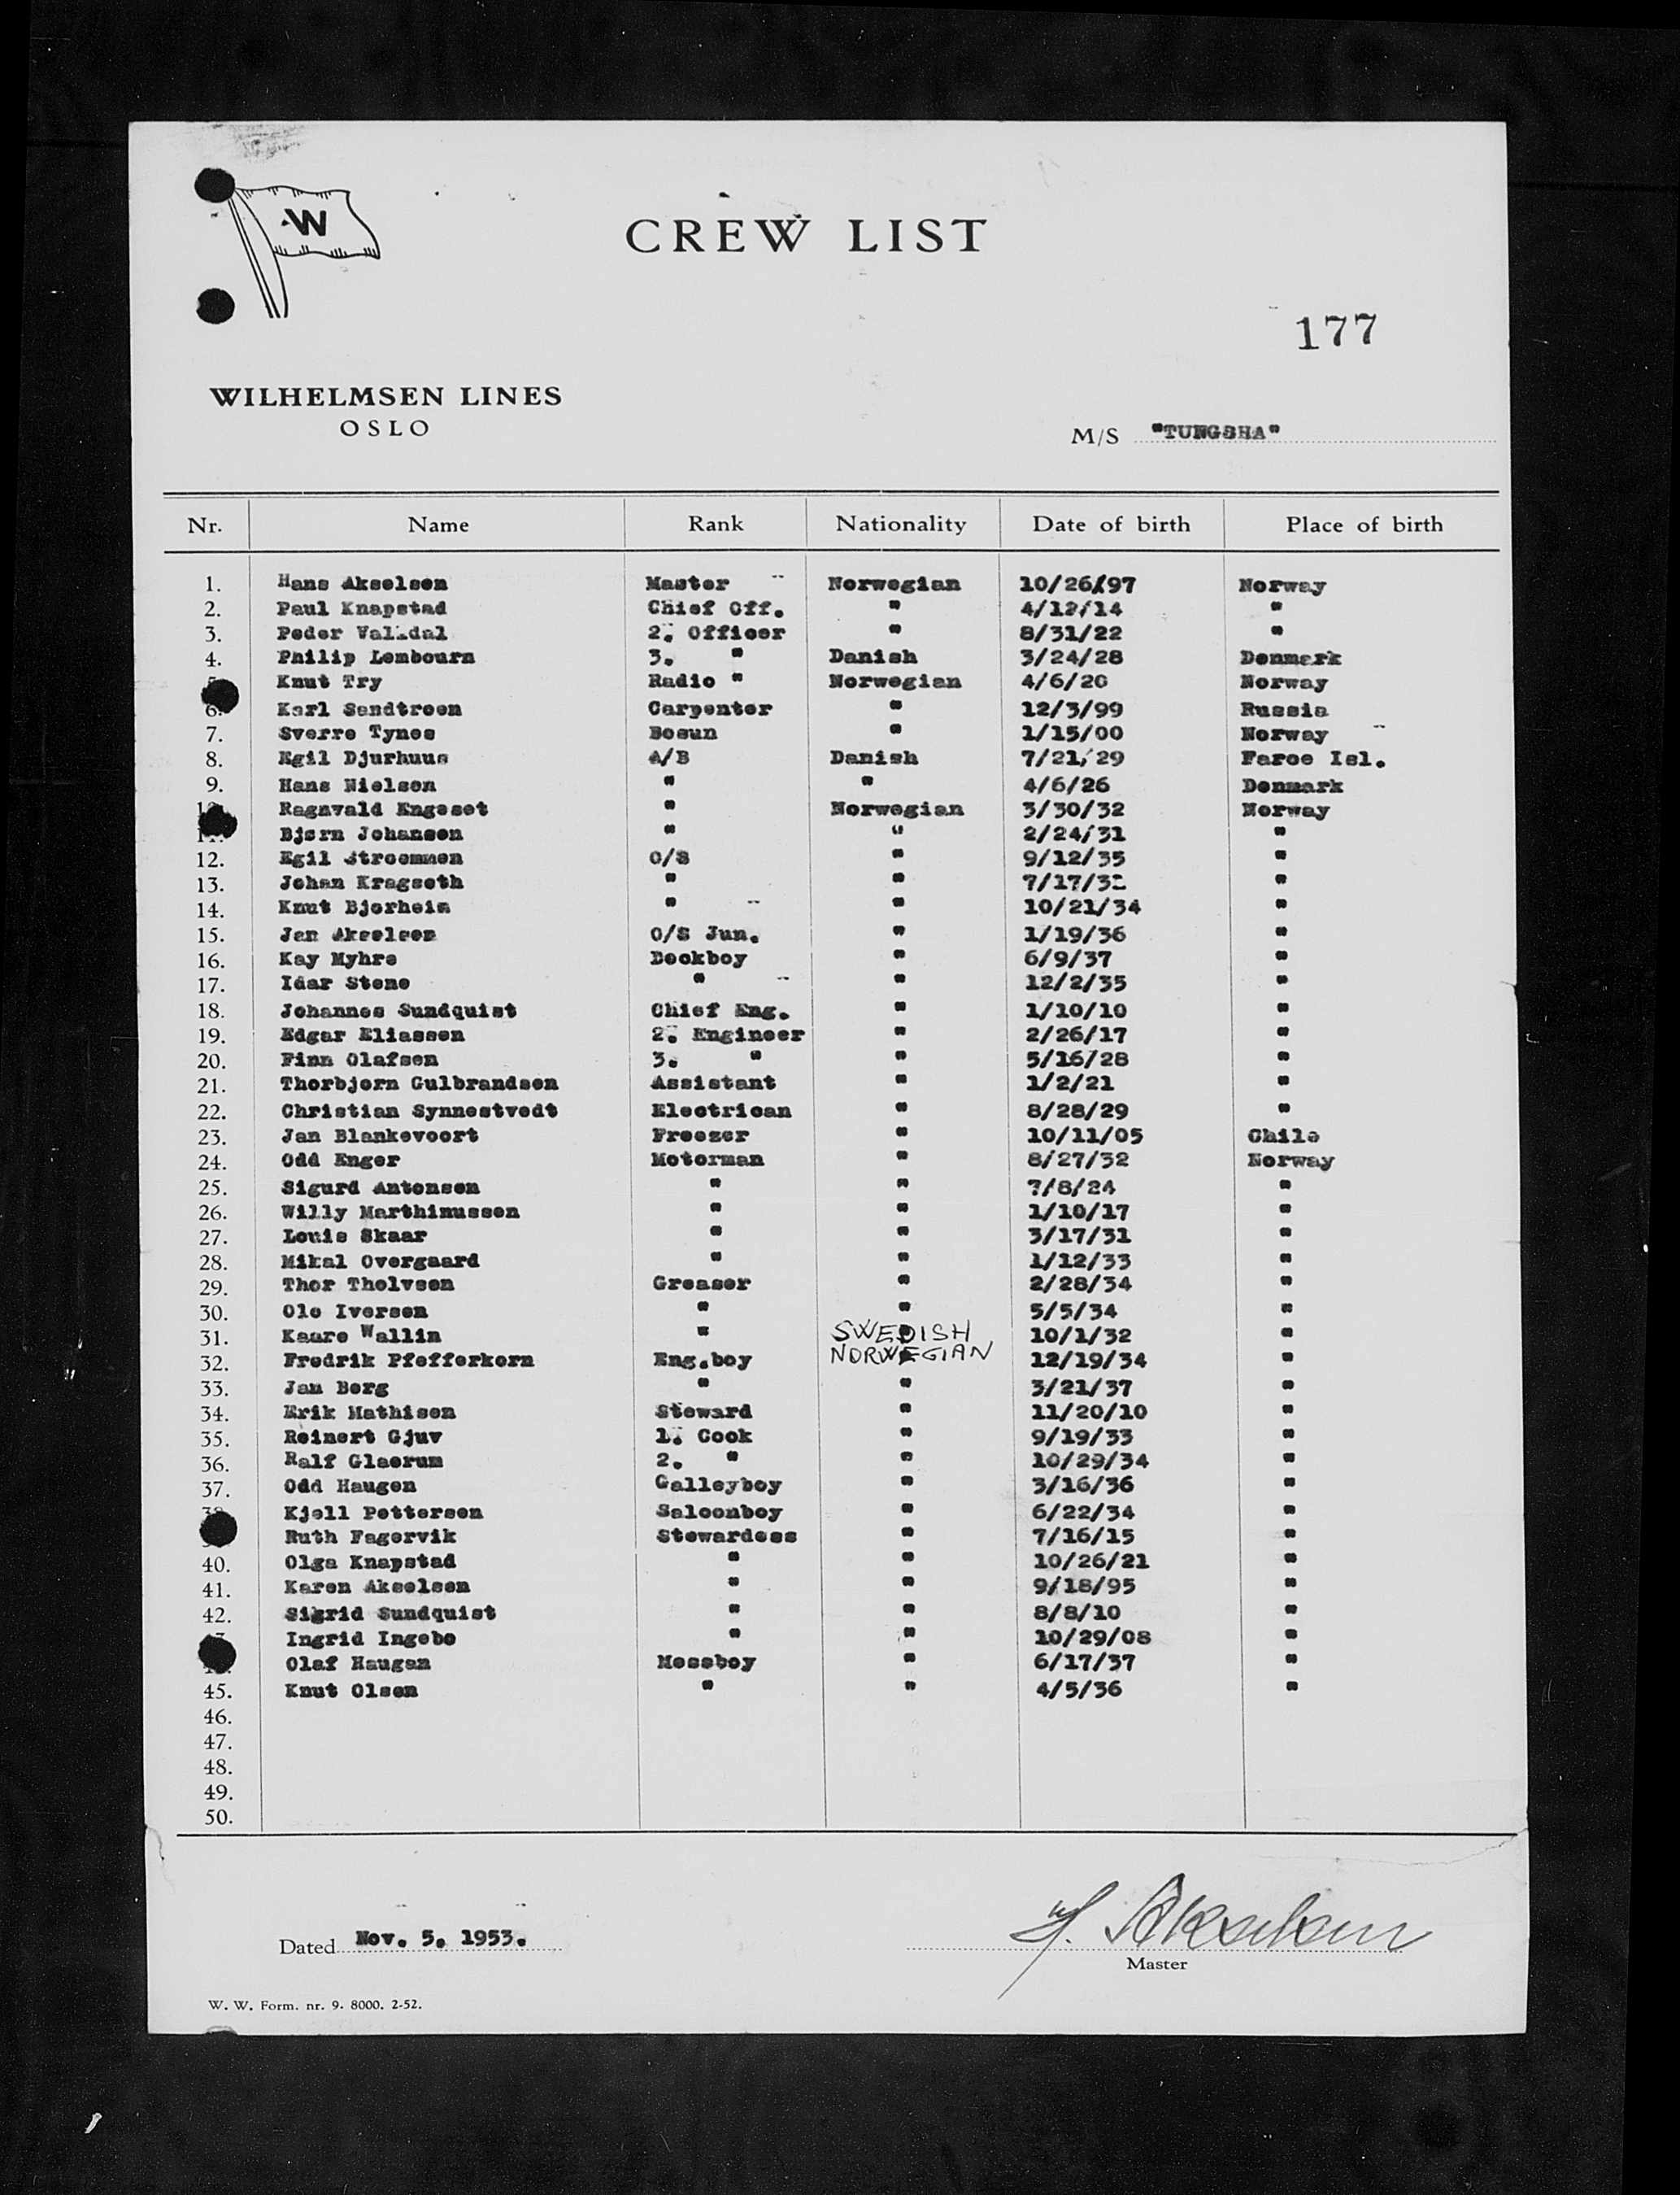 W
CREW LIST
177
WILHELMSEN LINES
OSLO
M/S "TUNGSHA"
Nr. Name Rank Nationality Date of birth Place of birth
1. Hans Akselsen Master Norwegian 10/26/97 Norway
2. Paul Knapstad Chief Off. " 4/12/14 "
3. Peder Valldal 2. Officer " 8/31/22 "
4. Philip Lembourn 3. " Danish 3/24/28 Denmark
Knut Try Radio " Norwegian 4/6/20 Norway
6. Karl Sandtroen Carpenter " 12/3/99 Russia
7. Sverre Tynes Bosun " 1/15/00 Norway
8. Egil Djurhuus A/B Danish 7/21/29 Faroe Isl.
9. Hans Nielsen " " 4/6/26 Denmark
Ragnvald Engeset " Norwegian 3/30/32 Norway
11. Bjørn Johansen " " 2/24/31 "
12. Egil Stroemmen O/S " 9/12/35 "
13. Johan Kragseth " " "
14. Knut Bjorheim " " 10/21/34 "
15. Jan Akselsen O/S Jun. " 1/19/36 "
16. Kay Myhre Deckboy " 6/9/37 "
17. Idar Stene " " 12/2/35 "
18. Johannes Sundquist Chief Eng. " 1/10/10 "
19. Edgar Eliassen 2. Engineer " 2/26/17 "
20. Finn Olafsen 3. " " 5/16/28 "
21. Thorbjorn Gulbrandsen Assistant " 1/2/21 "
22. Christian Synnestvedt Electrican " 8/28/29 "
23. Jan Blankevoort Freezer " 10/11/05 Chile
24. Odd Enger Motorman " 8/27/32 Norway
25. Sigurd Antonsen " " 7/8/24 "
26. Willy Marthinussen " " 1/10/17 "
27. Louis Skaar " " 3/17/31 "
28. Mikal Overgaard " " 1/12/33 "
29. Thor Tholvsen Greaser " 2/28/34 "
30. Ole Iversen " " 5/5/34 "
31. Kaare Wallin " SWEDISH 10/1/32 "
32. Fredrik Pfefferkorn Eng.boy NORWEGIAN 12/19/34 "
33. Jan Berg " " 3/21/37 "
34. Erik Mathisen Steward " 11/20/10 "
35. Reinert Gjuv 1. Cook " 9/19/33 "
36. Ralf Glaerum 2. " " 10/29/34 "
37. Odd Haugen Galleyboy " 3/16/36 "
Kjell Pettersen Saloonboy " 6/22/34 "
Ruth Fagervik Stewardess " 7/16/15 "
40. Olga Knapstad " " 10/26/21 "
41. Karen Akselsen " " 9/18/95 "
42. Sigrid Sundquist " " 8/8/10 "
Ingrid Ingebo " " 10/29/08 "
Olaf Haugan Messboy " 6/17/37 "
45. Knut Olsen " " 4/5/36 "
46.
47.
48.
49.
50.
Dated Nov. 5. 1953.
H. Akselsen
Master
W. W. Form. nr. 9. 8000. 2-52.